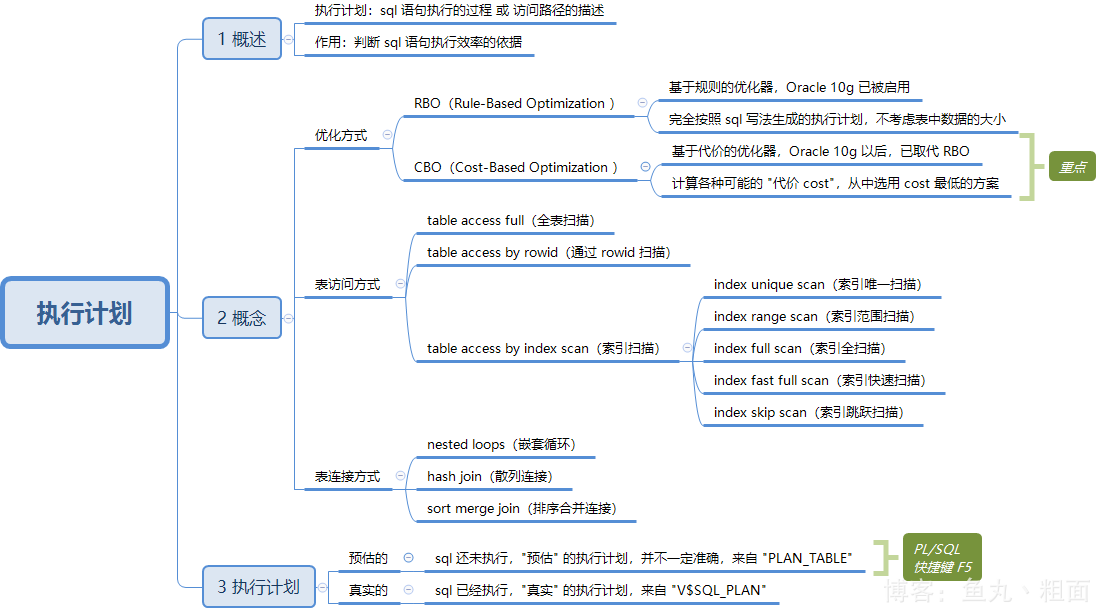 执行计划
1 概述
执行计划：sql 语句执行的过程 或 访问路径的描述
作用：判断 sql 语句执行效率的依据
2 概念
优化方式
RBO（Rule-Based Optimization ）
基于规则的优化器，Oracle 10g 已被启用
完全按照 sql 写法生成的执行计划，不考虑表中数据的大小
CBO（Cost-Based Optimization ）
基于代价的优化器，Oracle 10g 以后，已取代 RBO
计算各种可能的 "代价 cost"，从中选用 cost 最低的方案
重点
表访问方式
table access full（全表扫描）
table access by rowid（通过 rowid 扫描）
table access by index scan（索引扫描）
index unique scan（索引唯一扫描）
index range scan（索引范围扫描）
index full scan（索引全扫描）
index fast full scan（索引快速扫描）
index skip scan（索引跳跃扫描）
表连接方式
nested loops（嵌套循环）
hash join（散列连接）
sort merge join（排序合并连接）
3 执行计划
预估的
sql 还未执行，"预估" 的执行计划，并不一定准确，来自 "PLAN_TABLE"
真实的
sql 已经执行，"真实" 的执行计划，来自 "V$SQL_PLAN"
PL/SQL
快捷键 F5
博客：鱼丸丶粗面